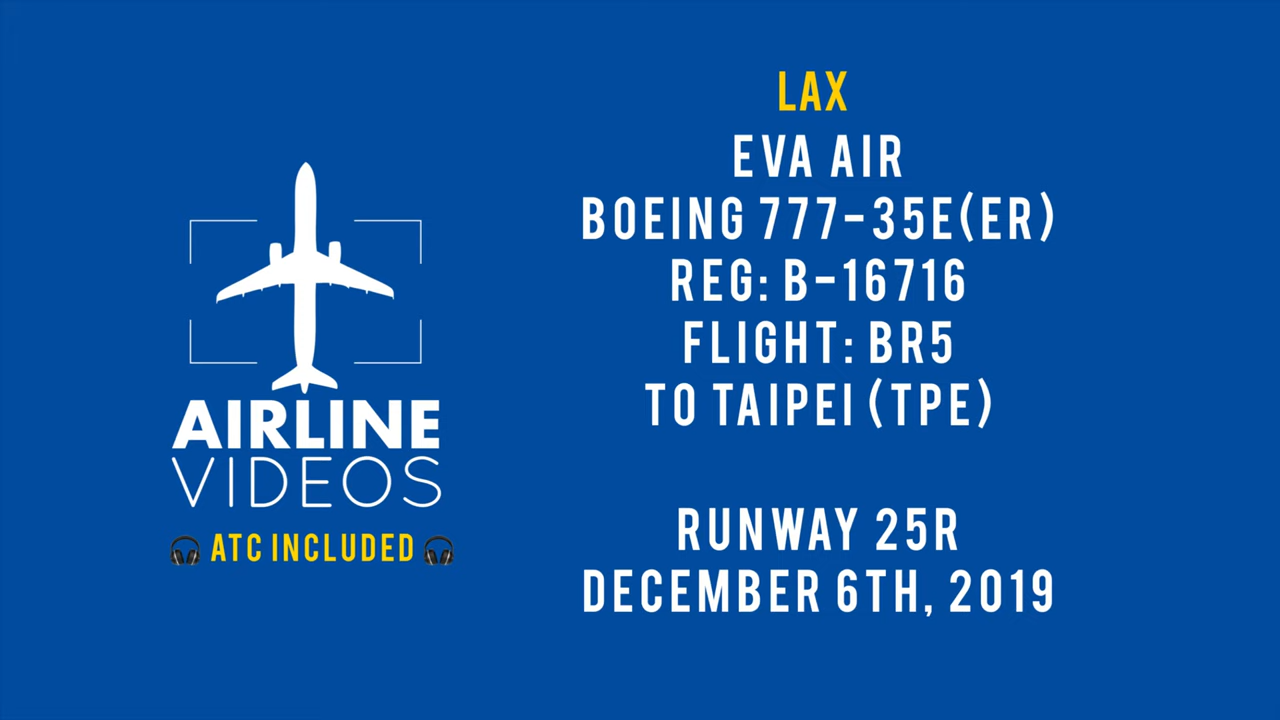 LAX
EVA AIR
BOEING 777-35E(ER)
REG: B-16716
FLIGHT: BR5
TO TAIPEI (TPE)
RUNWAY 25R
DECEMBER 6TH, 2019
AIRLINE
VIDEOS
🎧 ATC INCLUDED 🎧